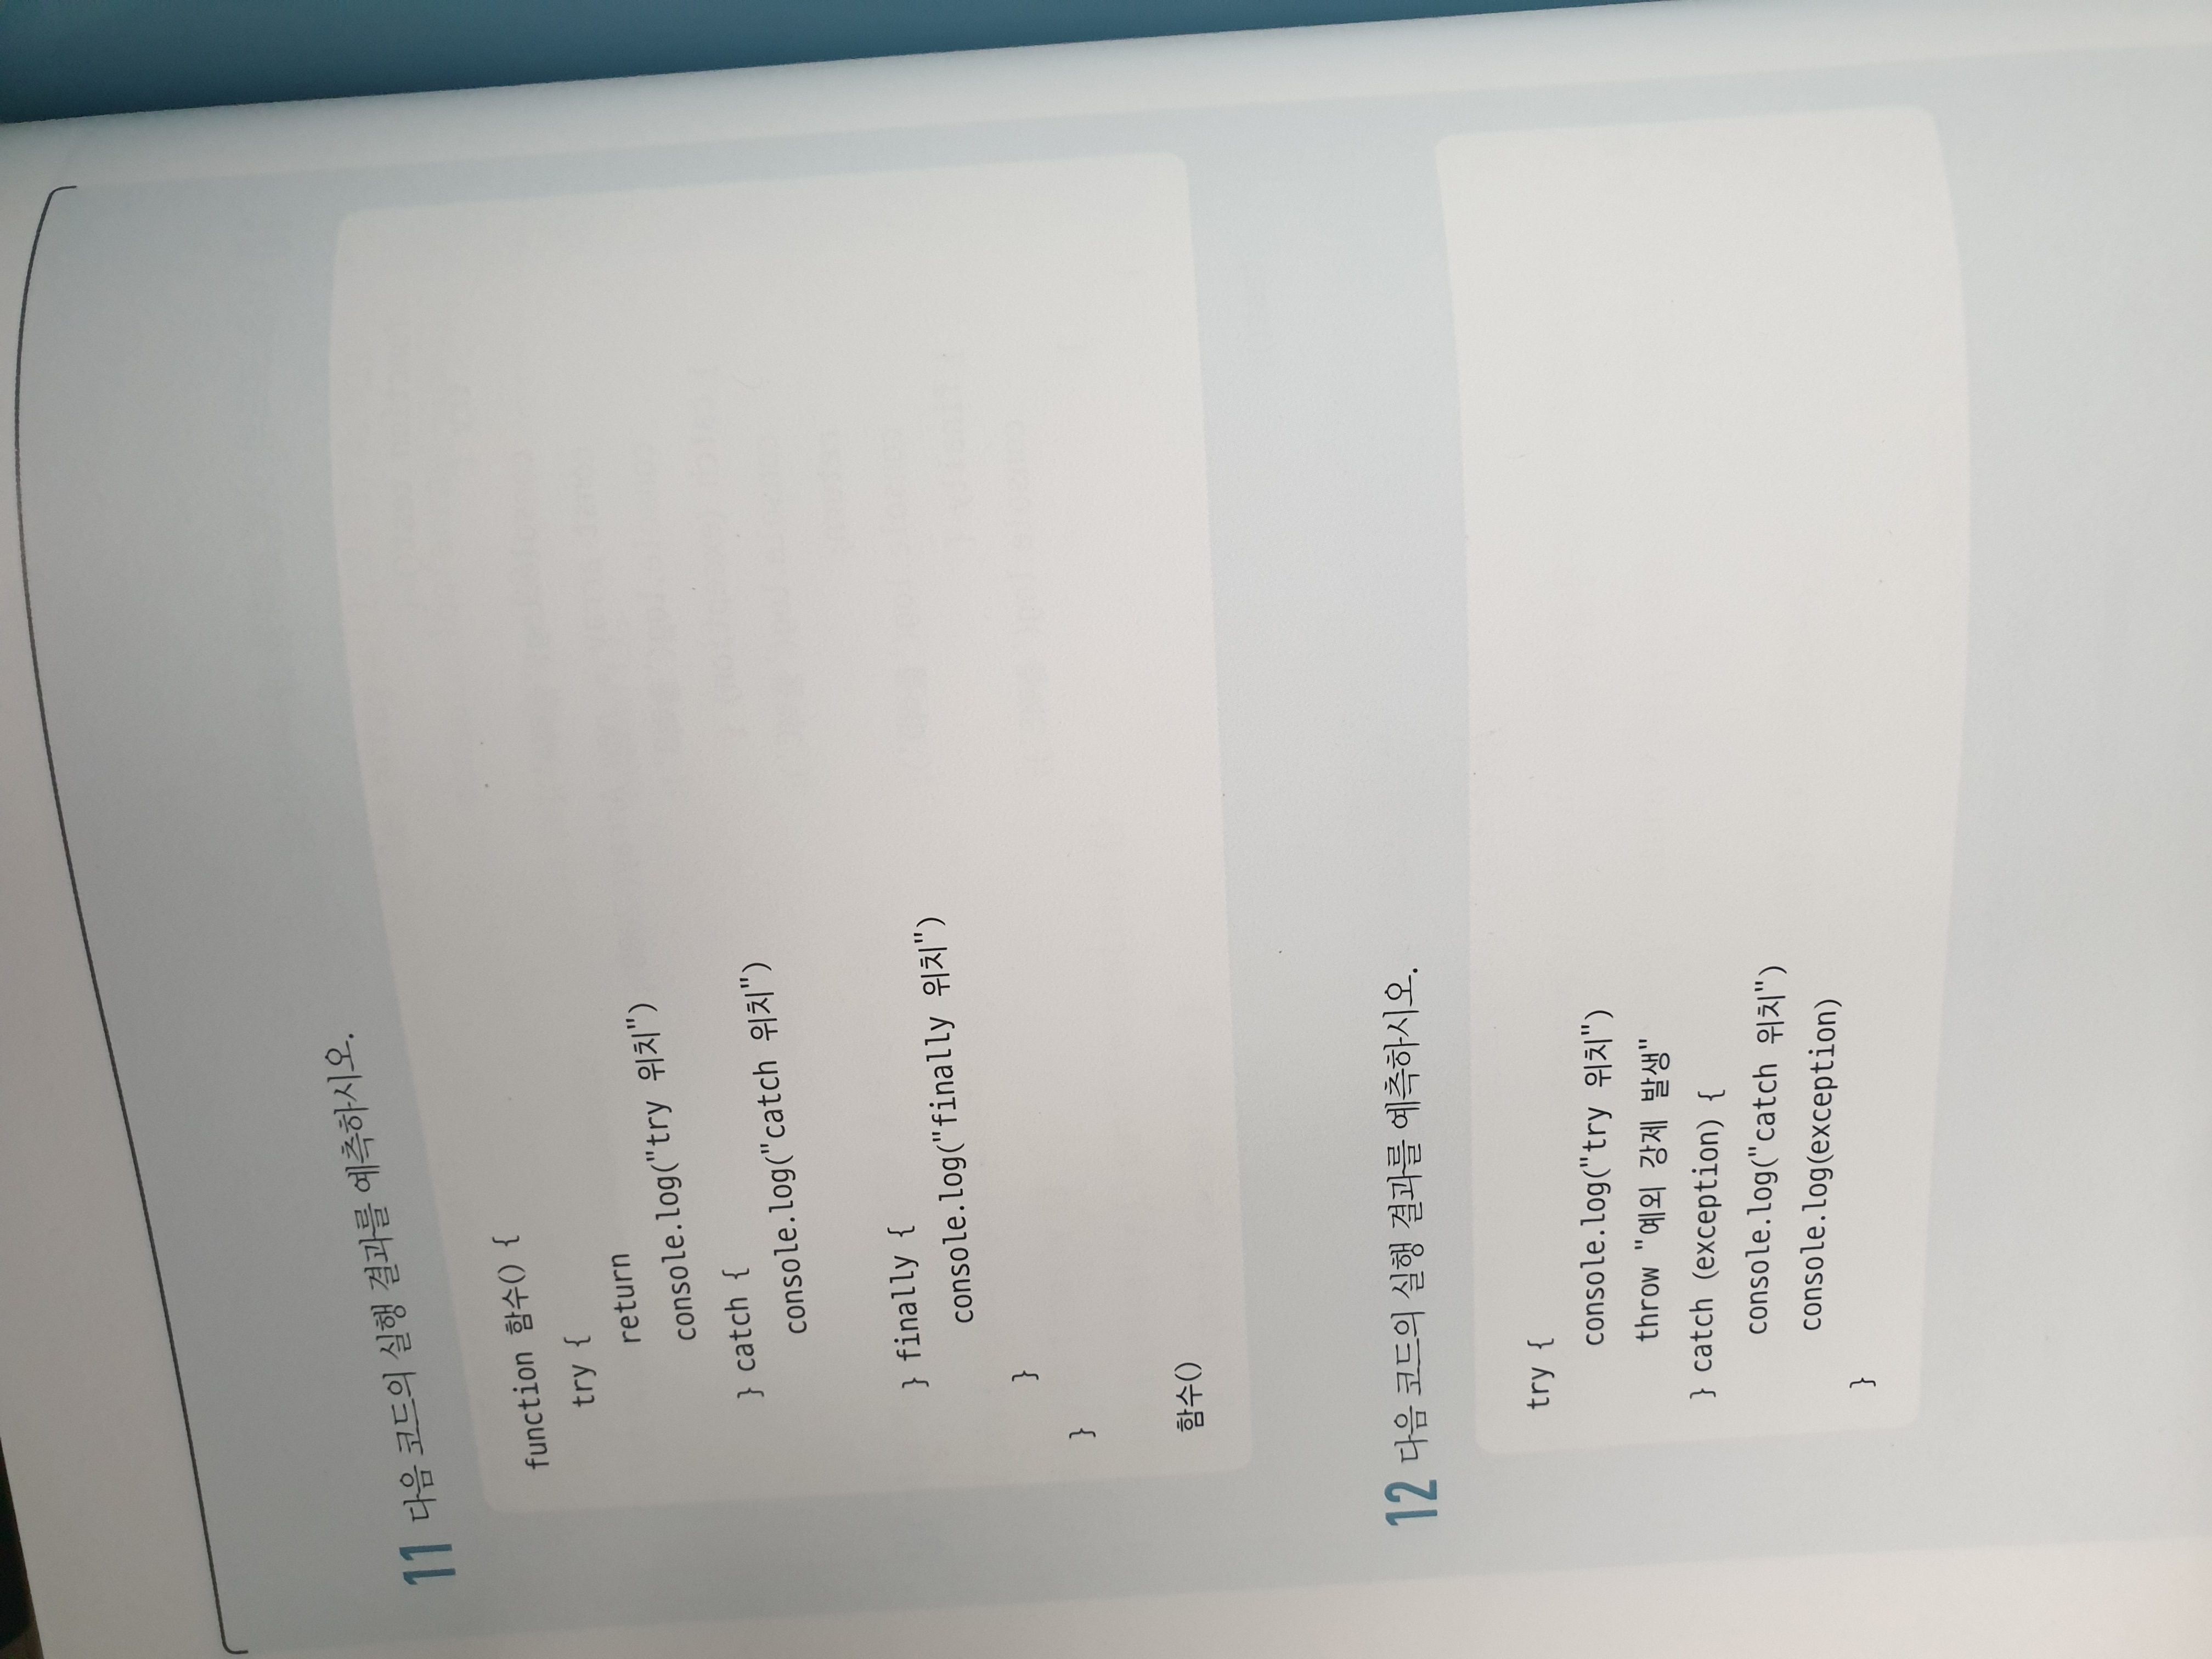 11 다음 코드의 실행 결과를 예측하시오.
function 함수() {
    try {
        return
        console.log("try 위치")
    } catch {
        console.log("catch 위치")

    } finally {
        console.log("finally 위치")
    }
}

함수()
12 다음 코드의 실행 결과를 예측하시오.
try {
    console.log("try 위치")
    throw "예외 강제 발생"
} catch (exception) {
    console.log("catch 위치")
    console.log(exception)
}